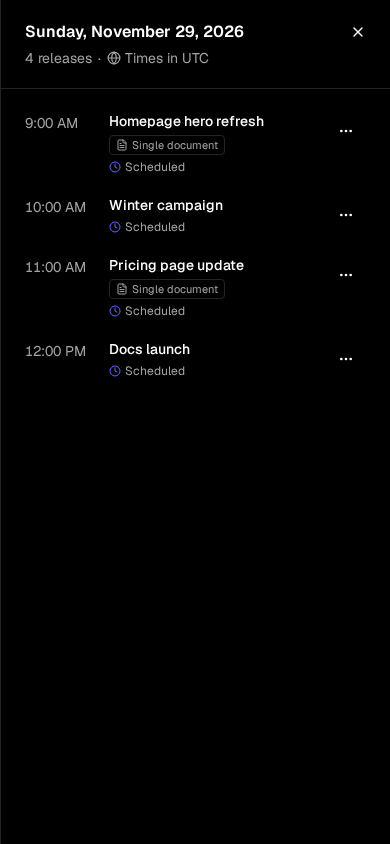 Sunday, November 29, 2026
4 releases · Times in UTC
9:00 AM Homepage hero refresh
Single document
Scheduled
10:00 AM Winter campaign
Scheduled
11:00 AM Pricing page update
Single document
Scheduled
12:00 PM Docs launch
Scheduled